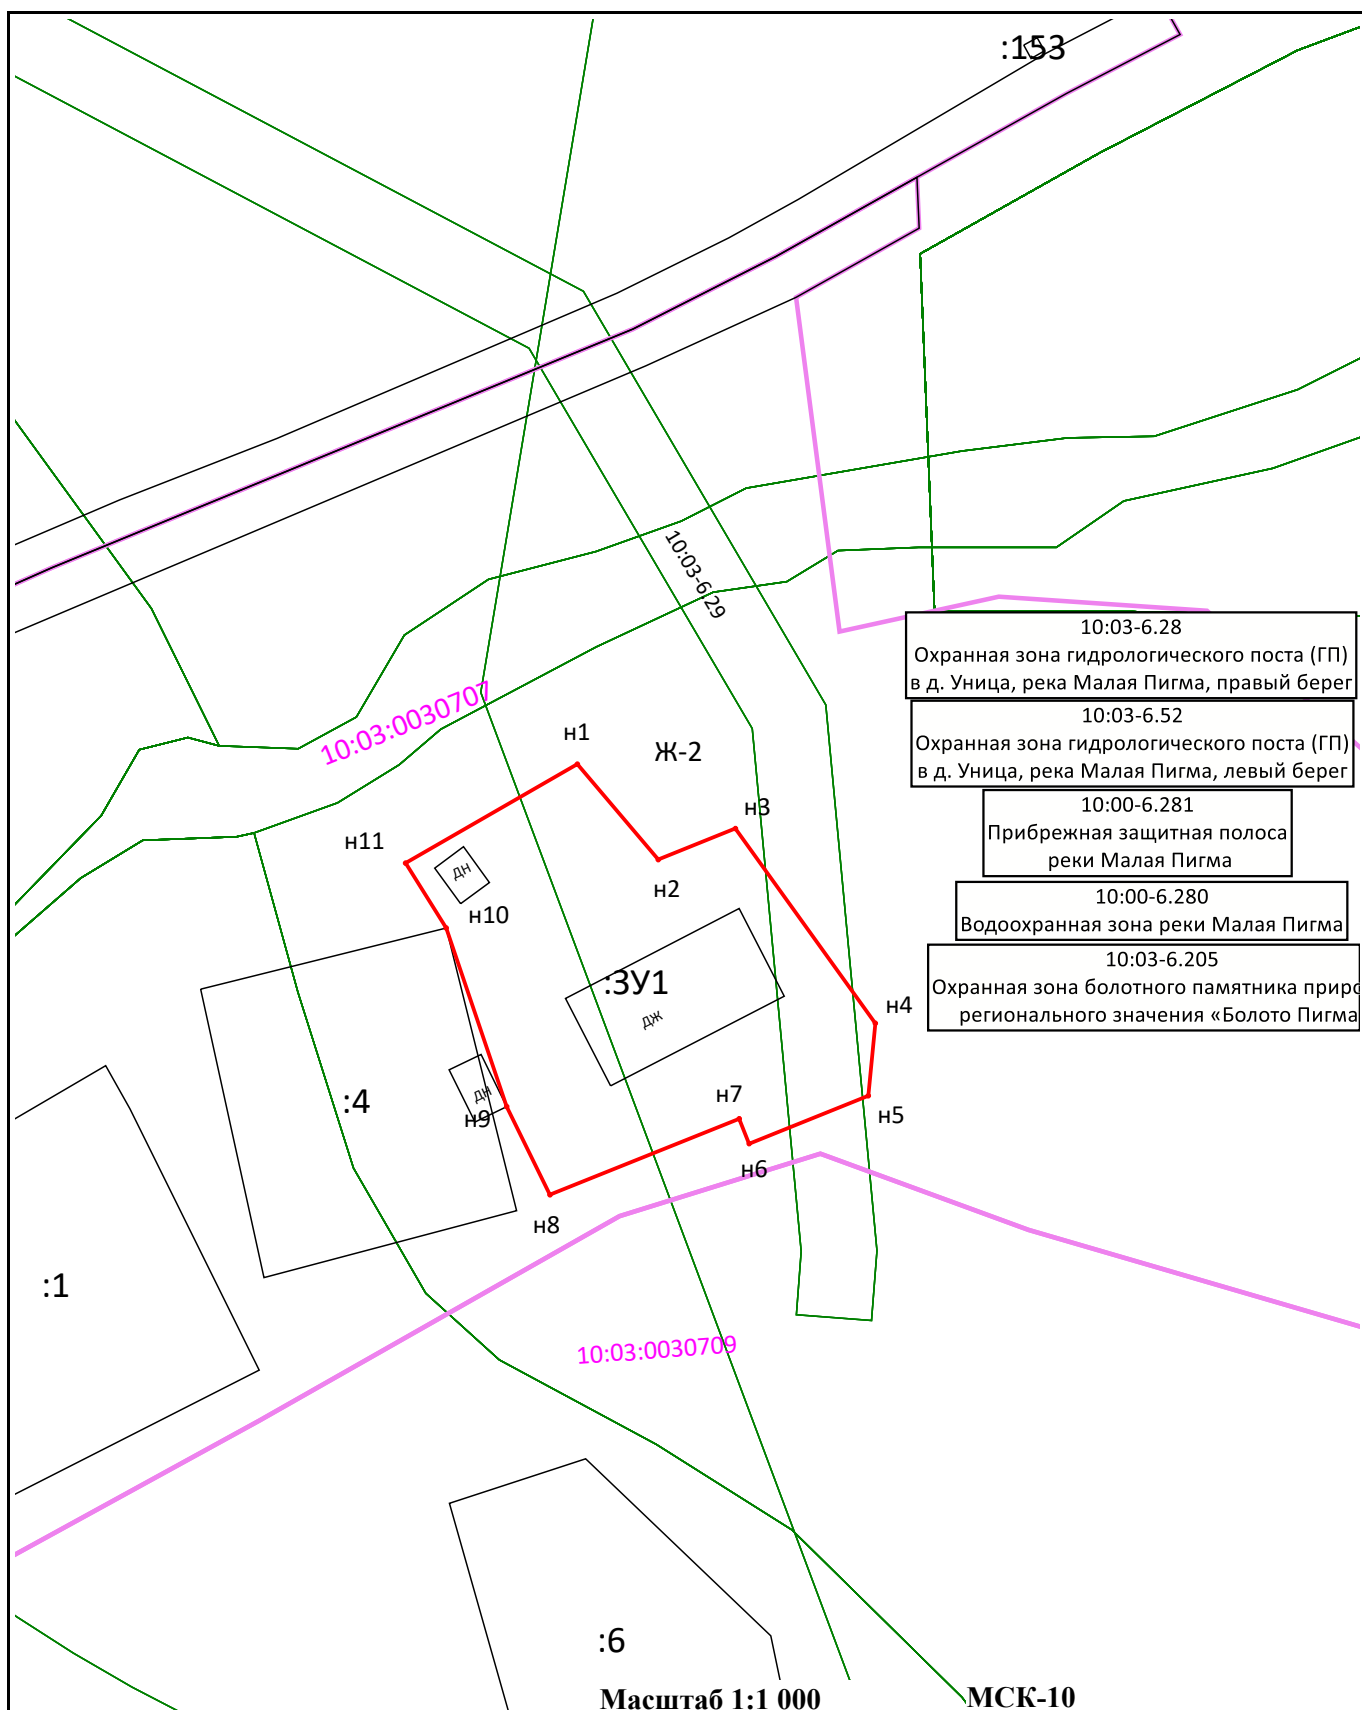 :153
10:03-6.29
10:03-6.28
Охранная зона гидрологического поста (ГП)
в д. Уница, река Малая Пигма, правый берег
10:03-6.52
Охранная зона гидрологического поста (ГП)
в д. Уница, река Малая Пигма, левый берег
10:00-6.281
Прибрежная защитная полоса
реки Малая Пигма
10:00-6.280
Водоохранная зона реки Малая Пигма
10:03-6.205
Охранная зона болотного памятника приро
регионального значения «Болото Пигма
10:03:0030707
н1
Ж-2
н3
н11
н2
дн
н10
:ЗУ1
дж
н4
:4
дн
н9
н7
н5
н6
н8
:1
10:03:0030709
:6
Масштаб 1:1 000
МСК-10